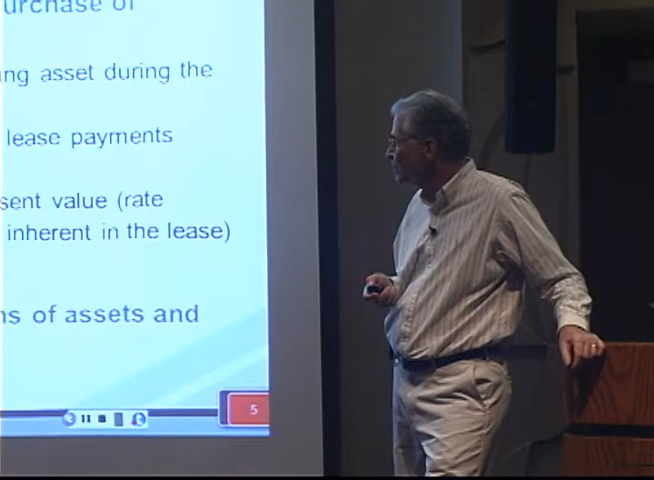 urchase of
ng asset during the
lease payments
sent value (rate
inherent in the lease)
s of assets and
5